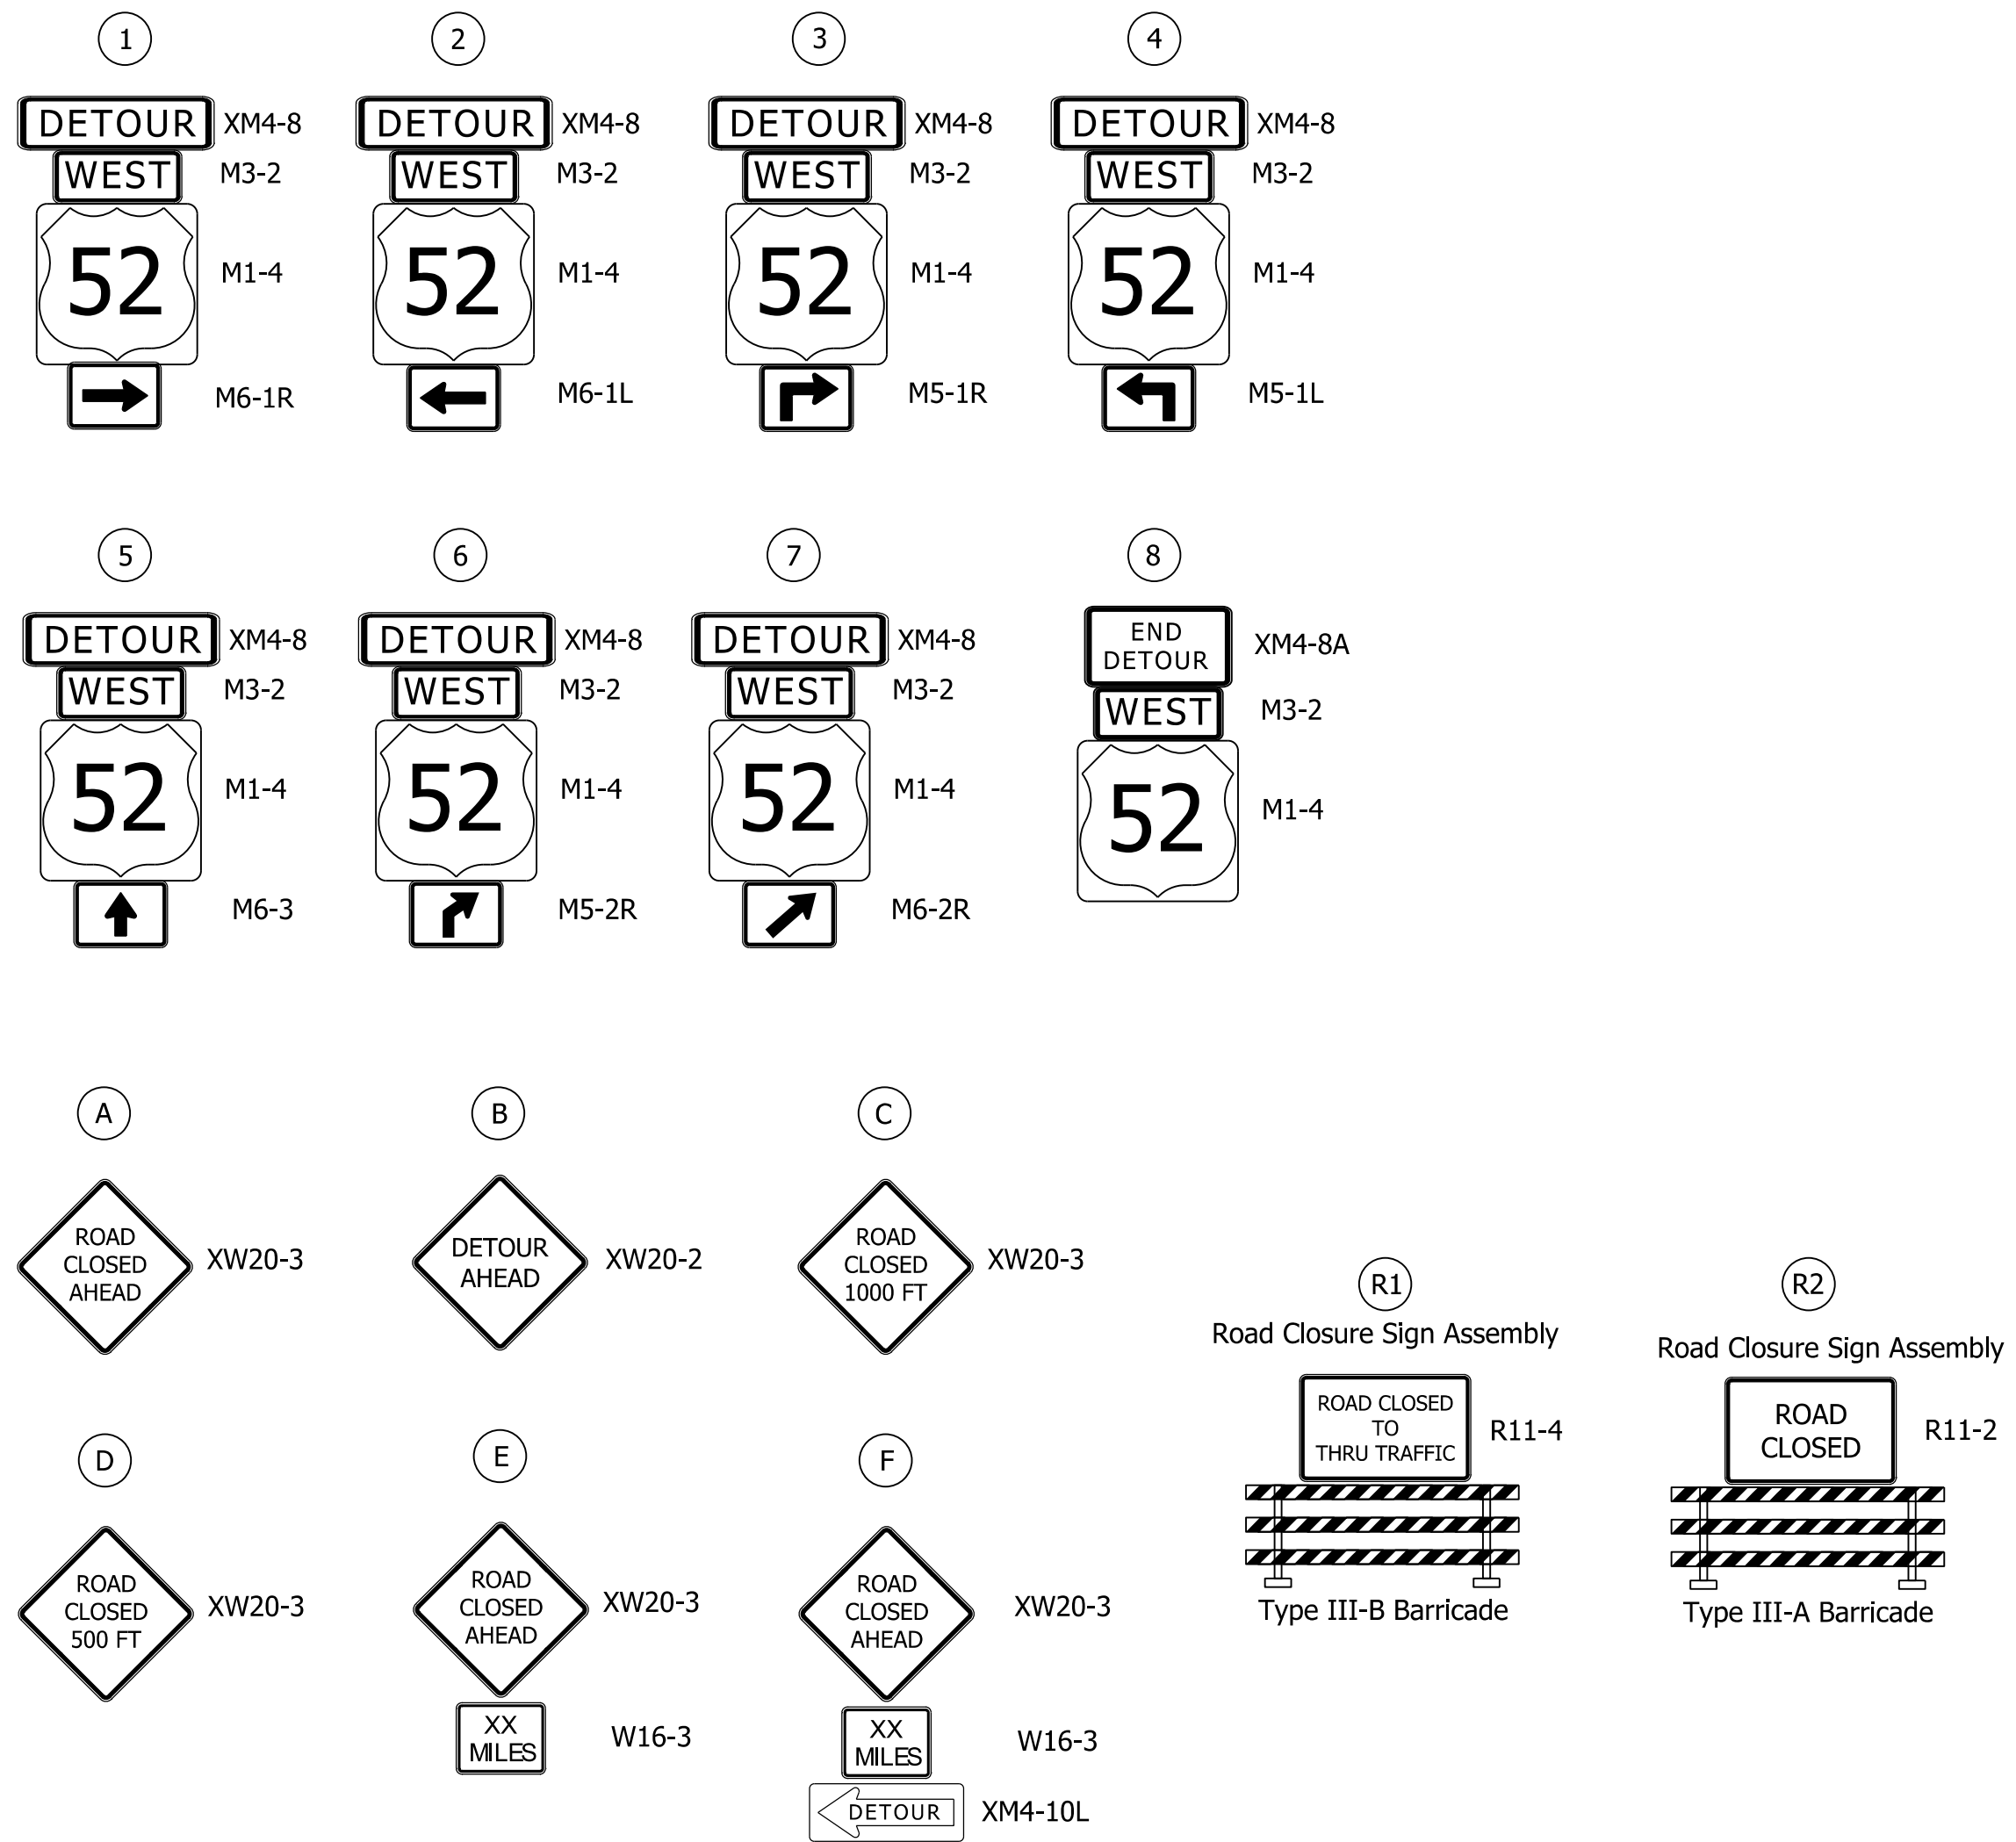 1
DETOUR XM4-8
WEST M3-2
52 M1-4
M6-1R
2
DETOUR XM4-8
WEST M3-2
52 M1-4
M6-1L
3
DETOUR XM4-8
WEST M3-2
52 M1-4
M5-1R
4
DETOUR XM4-8
WEST M3-2
52 M1-4
M5-1L
5
DETOUR XM4-8
WEST M3-2
52 M1-4
M6-3
6
DETOUR XM4-8
WEST M3-2
52 M1-4
M5-2R
7
DETOUR XM4-8
WEST M3-2
52 M1-4
M6-2R
8
END
DETOUR
XM4-8A
WEST M3-2
52 M1-4
A
ROAD
CLOSED
AHEAD
XW20-3
B
DETOUR
AHEAD
XW20-2
C
ROAD
CLOSED
1000 FT
XW20-3
R1
Road Closure Sign Assembly
ROAD CLOSED
TO
THRU TRAFFIC
R11-4
Type III-B Barricade
R2
Road Closure Sign Assembly
ROAD
CLOSED
R11-2
Type III-A Barricade
D
ROAD
CLOSED
500 FT
XW20-3
E
ROAD
CLOSED
AHEAD
XW20-3
XX
MILES
W16-3
F
ROAD
CLOSED
AHEAD
XW20-3
XX
MILES
W16-3
DETOUR XM4-10L